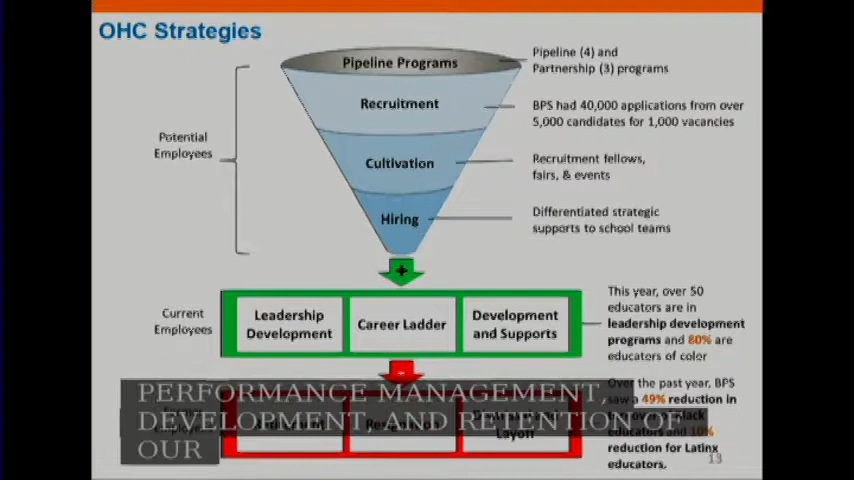 OHC Strategies
Pipeline Programs
Pipeline (4) and
Partnership (3) programs
Recruitment
BPS had 40,000 applications from over
5,000 candidates for 1,000 vacancies
Potential
Employees
Cultivation
Recruitment fellows,
fairs, & events
Hiring
Differentiated strategic
supports to school teams
+
Current
Employees
Leadership
Development
Career Ladder
Development
and Supports
This year, over 50
educators are in
leadership development
programs and 80% are
educators of color
-
Over the past year, BPS
saw a 49% reduction in
educators and 10%
reduction for Latinx
educators.
Layoff
PERFORMANCE MANAGEMENT,
DEVELOPMENT, AND RETENTION OF
OUR
13